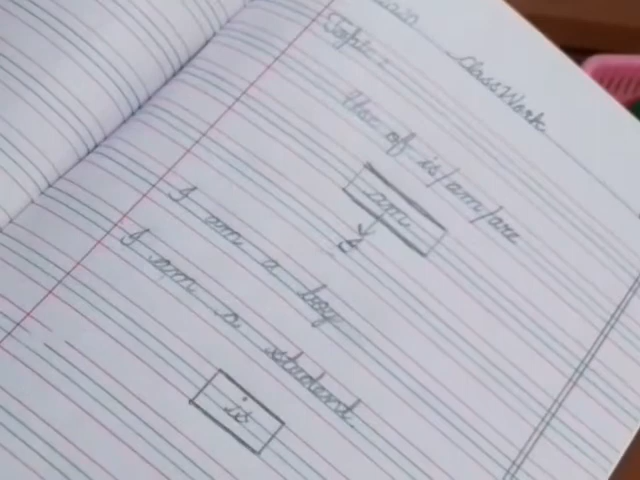 ClassWork
Topic :
Use of is/am/are
am
I
I am a boy
I am a student
is